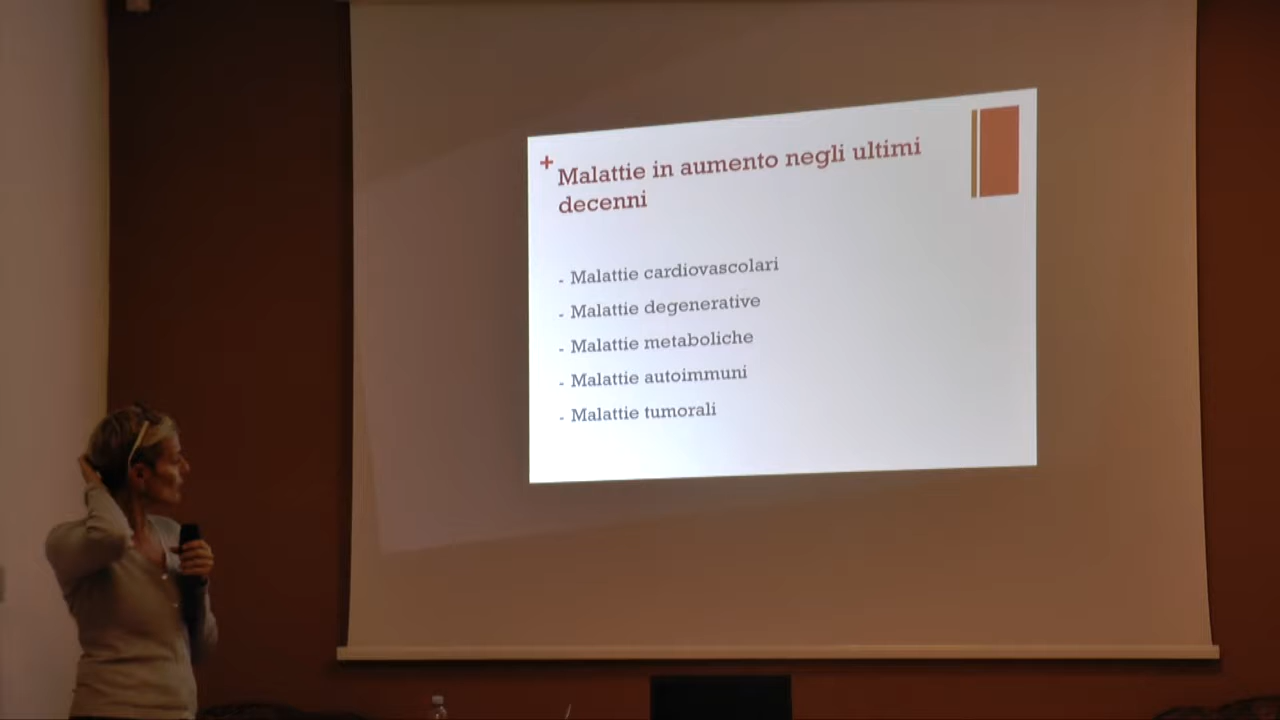 +
Malattie in aumento negli ultimi
decenni
- Malattie cardiovascolari
- Malattie degenerative
- Malattie metaboliche
- Malattie autoimmuni
- Malattie tumorali